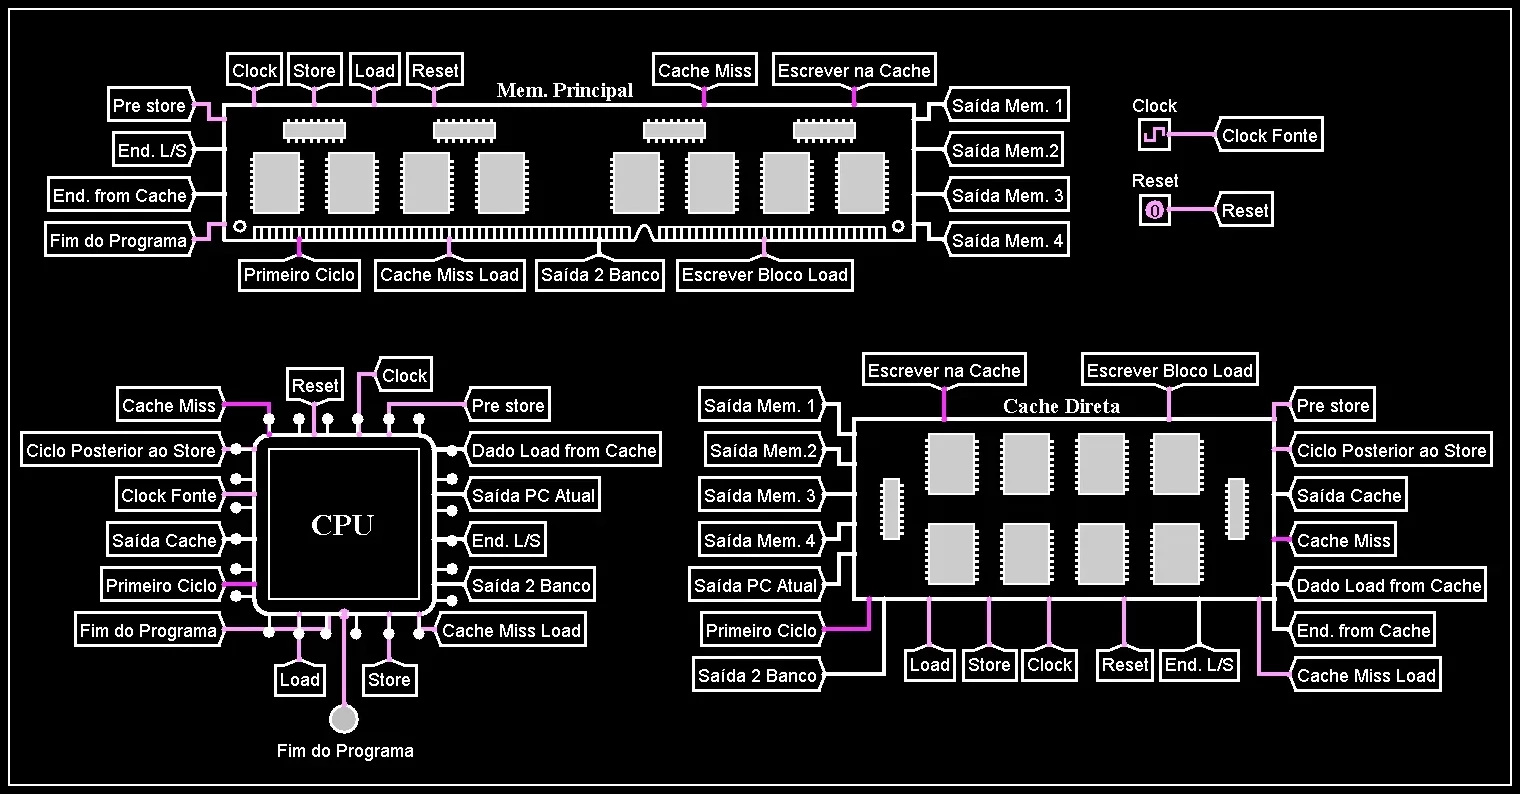 Clock
Store
Load
Reset
Cache Miss
Escrever na Cache
Mem. Principal
Pre store
End. L/S
End. from Cache
Fim do Programa
Saída Mem. 1
Saída Mem.2
Saída Mem. 3
Saída Mem. 4
Primeiro Ciclo
Cache Miss Load
Saída 2 Banco
Escrever Bloco Load
Clock
Clock Fonte
Reset
0
Reset
Reset
Clock
Cache Miss
Ciclo Posterior ao Store
Clock Fonte
Saída Cache
Primeiro Ciclo
Fim do Programa
CPU
Pre store
Dado Load from Cache
Saída PC Atual
End. L/S
Saída 2 Banco
Cache Miss Load
Load
Store
Fim do Programa
Escrever na Cache
Escrever Bloco Load
Cache Direta
Saída Mem. 1
Saída Mem.2
Saída Mem. 3
Saída Mem. 4
Saída PC Atual
Primeiro Ciclo
Saída 2 Banco
Load
Store
Clock
Reset
End. L/S
Pre store
Ciclo Posterior ao Store
Saída Cache
Cache Miss
Dado Load from Cache
End. from Cache
Cache Miss Load